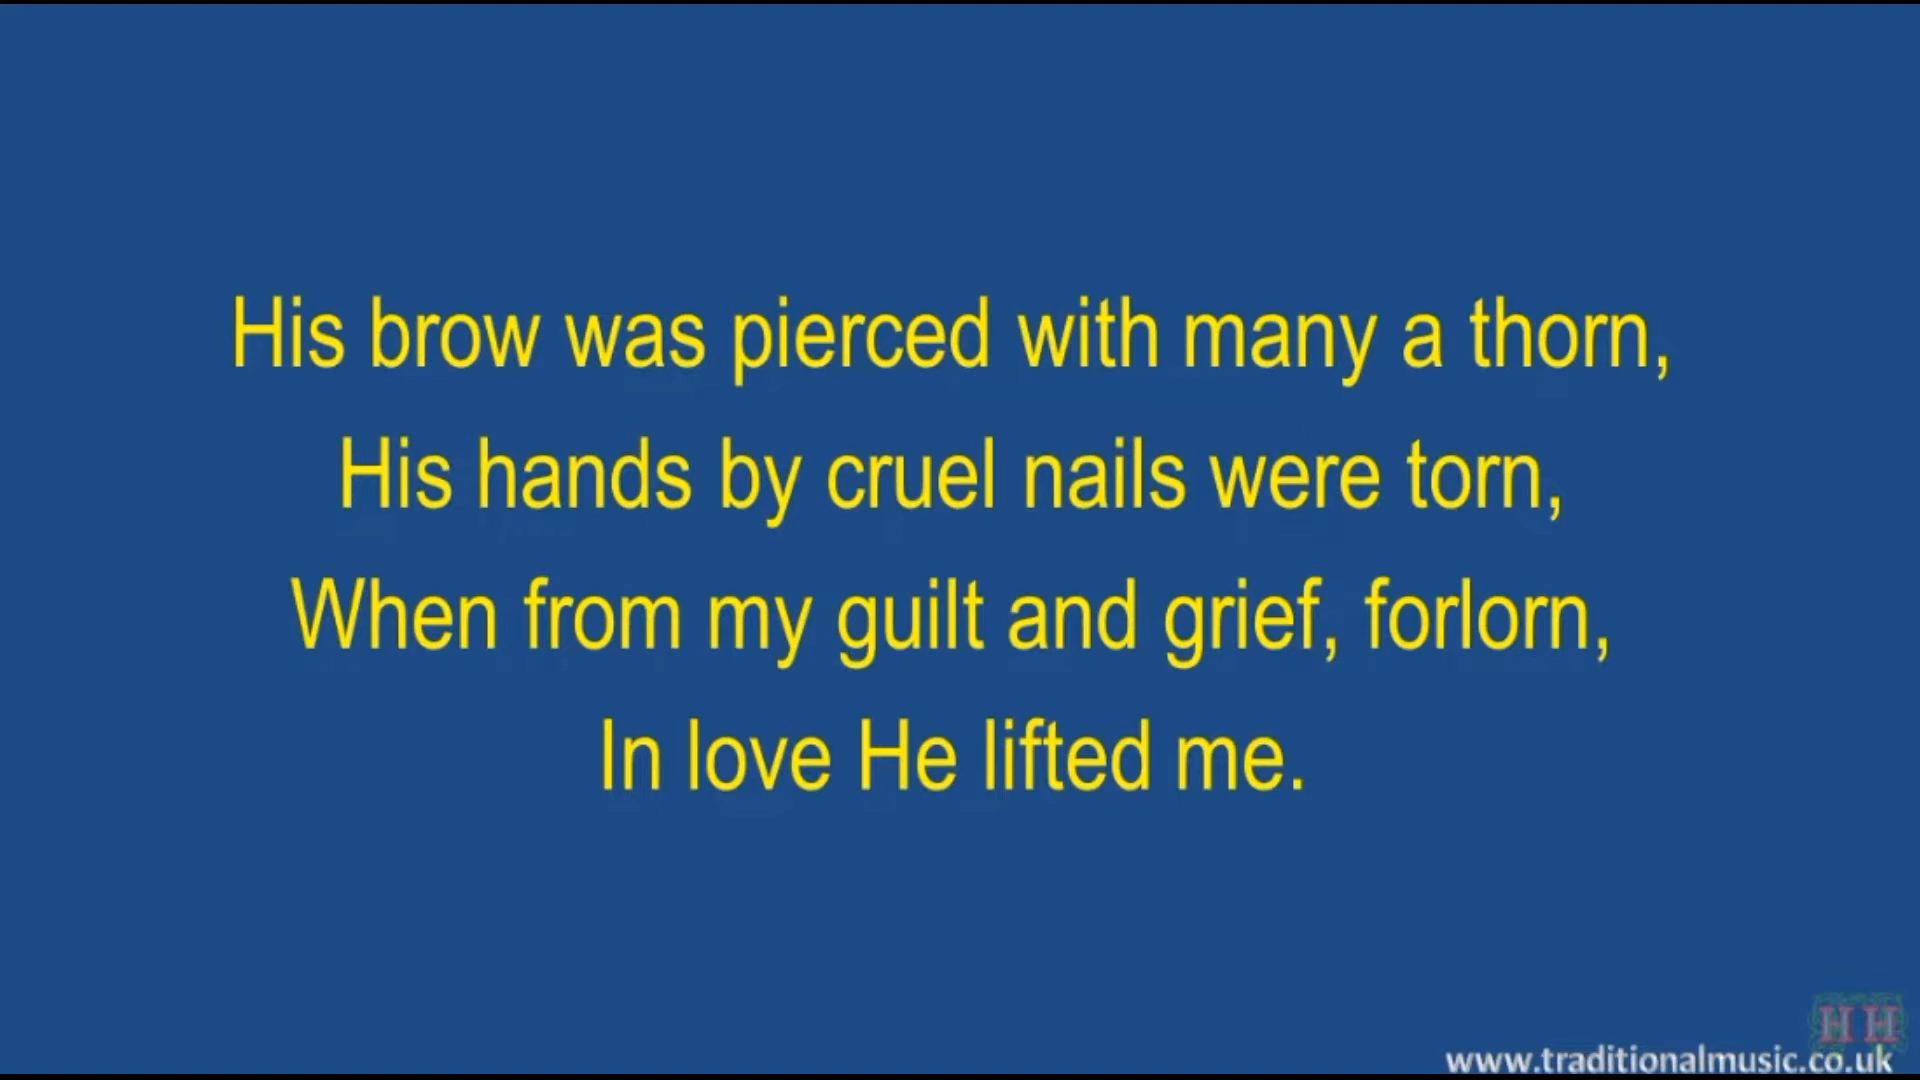 His brow was pierced with many a thorn,
His hands by cruel nails were torn,
When from my guilt and grief, forlorn,
In love He lifted me.
HH
www.traditionalmusic.co.uk